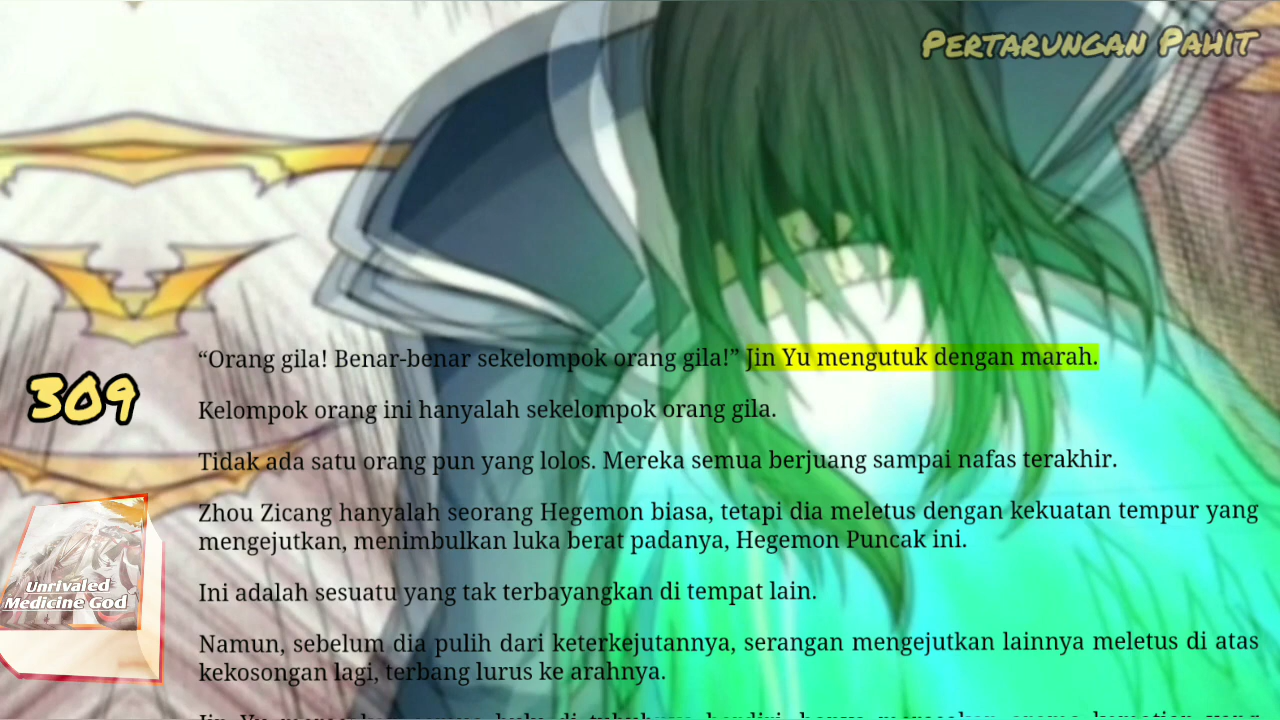 Pertarungan Pahit
“Orang gila! Benar-benar sekelompok orang gila!” Jin Yu mengutuk dengan marah.
309
Kelompok orang ini hanyalah sekelompok orang gila.
Tidak ada satu orang pun yang lolos. Mereka semua berjuang sampai nafas terakhir.
Zhou Zicang hanyalah seorang Hegemon biasa, tetapi dia meletus dengan kekuatan tempur yang
mengejutkan, menimbulkan luka berat padanya, Hegemon Puncak ini.
Unrivaled
Medicine God
Ini adalah sesuatu yang tak terbayangkan di tempat lain.
Namun, sebelum dia pulih dari keterkejutannya, serangan mengejutkan lainnya meletus di atas
kekosongan lagi, terbang lurus ke arahnya.